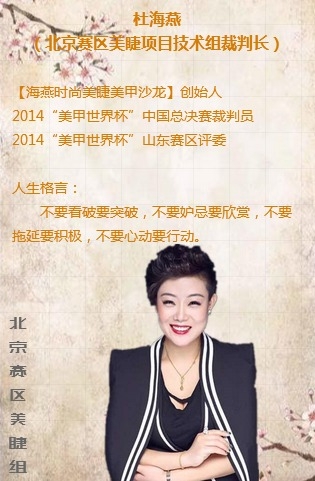 杜海燕
（北京赛区美睫项目技术组裁判长）
【海燕时尚美睫美甲沙龙】创始人
2014“美甲世界杯”中国总决赛裁判员
2014“美甲世界杯”山东赛区评委
人生格言：
不要看破要突破，不要妒忌要欣赏，不要
拖延要积极，不要心动要行动。
北京赛区美睫组